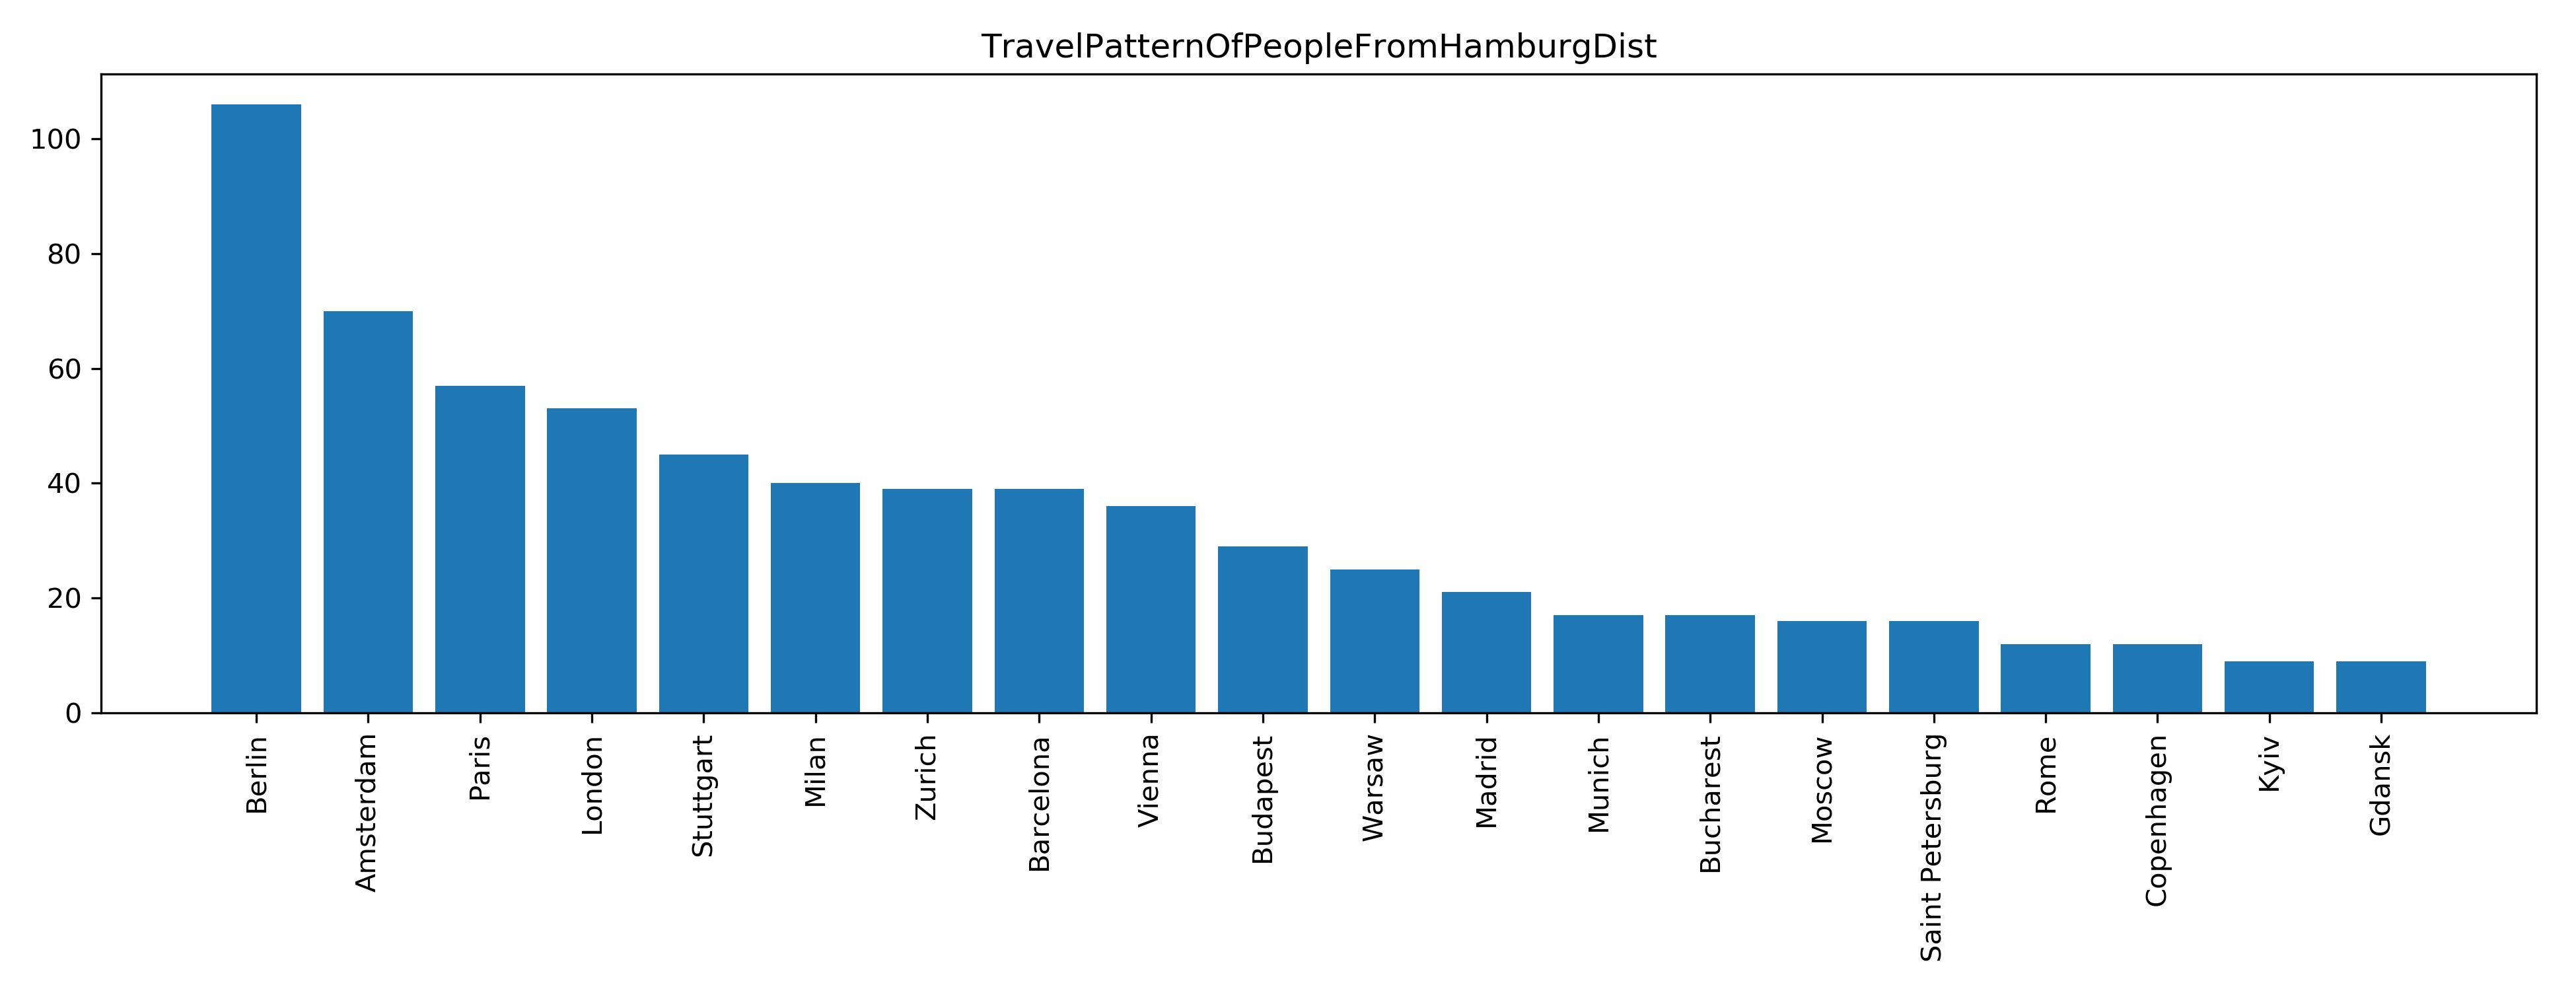 TravelPatternOfPeopleFromHamburgDist
100
80
60
40
20
0
Berlin
Amsterdam
Paris
London
Stuttgart
Milan
Zurich
Barcelona
Vienna
Budapest
Warsaw
Madrid
Munich
Bucharest
Moscow
Saint Petersburg
Rome
Copenhagen
Kyiv
Gdansk